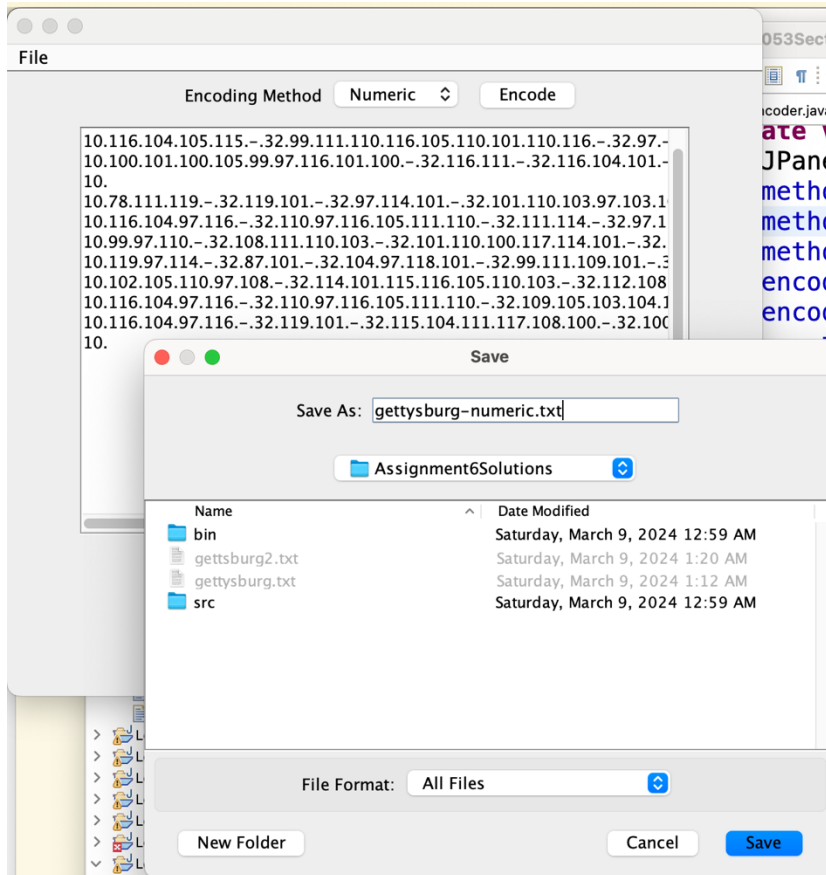 File
Encoding Method Numeric Encode
10.116.104.105.115.-.32.99.111.110.116.105.110.101.110.116.-.32.97.-
10.100.101.100.105.99.97.116.101.100.-.32.116.111.-.32.116.104.101.-
10.
10.78.111.119.-.32.119.101.-.32.97.114.101.-.32.101.110.103.97.103.1
10.116.104.97.116.-.32.110.97.116.105.111.110.-.32.111.114.-.32.97.1
10.99.97.110.-.32.108.111.110.103.-.32.101.110.100.117.114.101.-.32.
10.119.97.114.-.32.87.101.-.32.104.97.118.101.-.32.99.111.109.101.-.3
10.102.105.110.97.108.-.32.114.101.115.116.105.110.103.-.32.112.108
10.116.104.97.116.-.32.110.97.116.105.111.110.-.32.109.105.103.104.1
10.116.104.97.116.-.32.119.101.-.32.115.104.111.117.108.100.-.32.100
10.
053Sect
¶
ncoder.java
ate
JPane
metho
metho
metho
enco
enco
Save
Save As: gettysburg-numeric.txt
Assignment6Solutions
Name Date Modified
bin Saturday, March 9, 2024 12:59 AM
gettsburg2.txt Saturday, March 9, 2024 1:20 AM
gettysburg.txt Saturday, March 9, 2024 1:12 AM
src Saturday, March 9, 2024 12:59 AM
File Format: All Files
New Folder Cancel Save
L
L
L
L
L
L
L